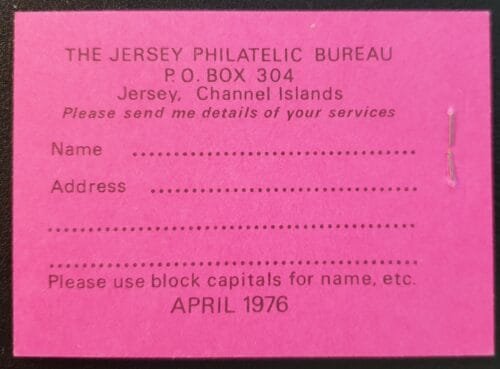 THE JERSEY PHILATELIC BUREAU
P.O. BOX 304
Jersey, Channel Islands
Please send me details of your services
Name ........................................
Address ........................................
........................................
........................................
Please use block capitals for name, etc.
APRIL 1976